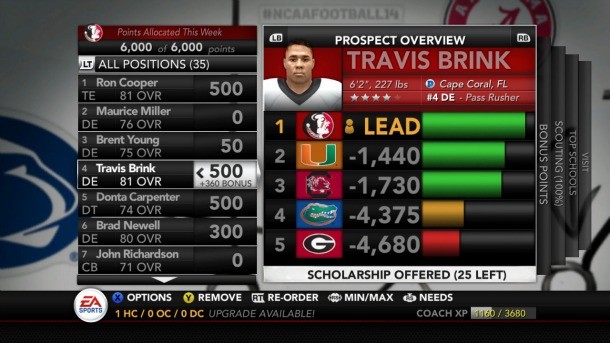 #NCAAFOOTBALL14
Points Allocated This Week
6,000 of 6,000 points
LT ALL POSITIONS (35)
1 Ron Cooper
TE 81 OVR 500
2 Maurice Miller
DE 76 OVR 0
3 Brent Young
DE 75 OVR 50
4 Travis Brink
DE 81 OVR < 500
+360 BONUS
5 Donta Carpenter
DT 74 OVR 500
6 Brad Newell
DE 80 OVR 300
7 John Richardson
CB 71 OVR 0
LB PROSPECT OVERVIEW RB
TRAVIS BRINK
6'2", 227 lbs Cape Coral, FL
#4 DE - Pass Rusher
1 LEAD
2 -1,440
3 -1,730
4 -4,375
5 -4,680
SCHOLARSHIP OFFERED (25 LEFT)
BONUS POINTS
SCOUTING (100%)
TOP SCHOOLS
VISIT
EA SPORTS
X OPTIONS Y REMOVE RT RE-ORDER MIN/MAX NEEDS
1 HC / 0 OC / 0 DC UPGRADE AVAILABLE! COACH XP 1160 / 3680